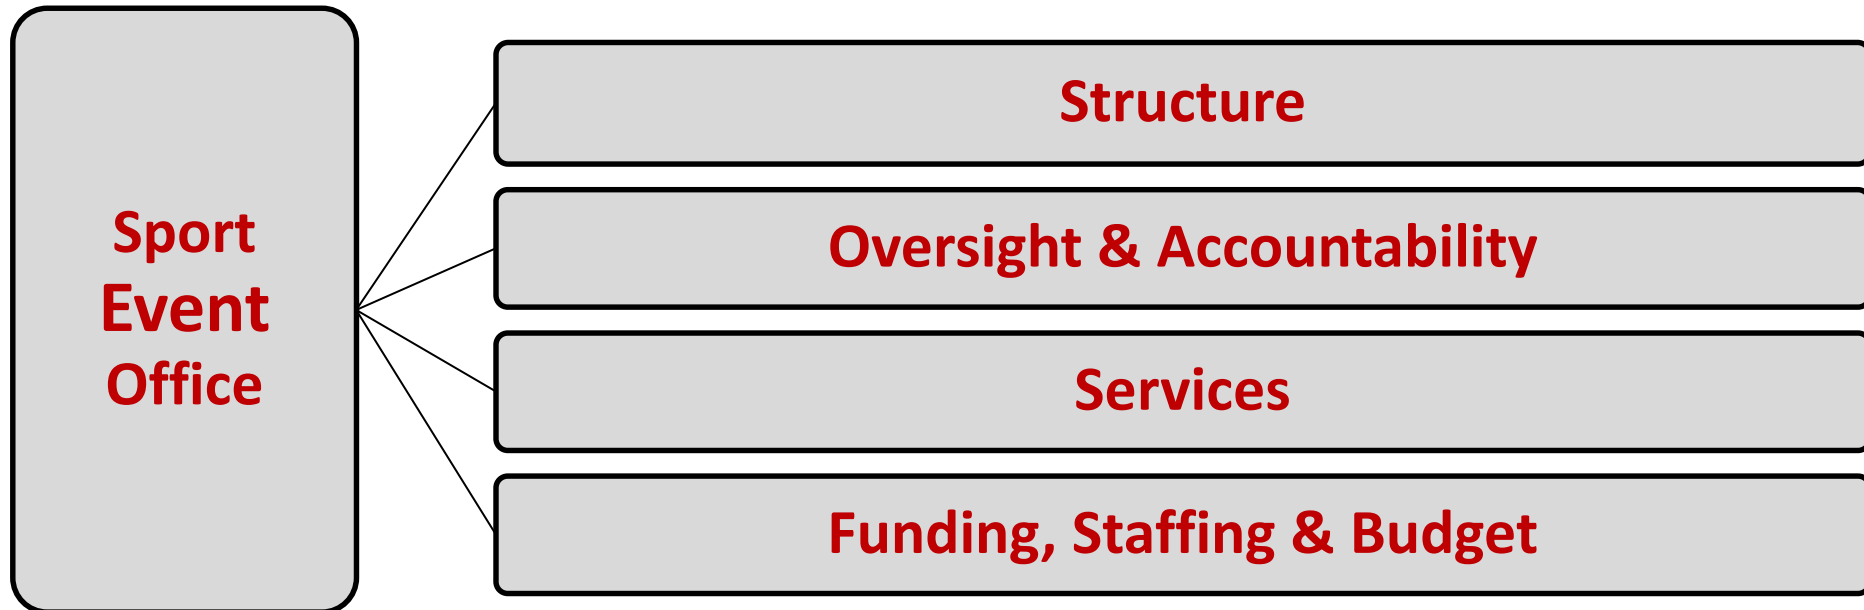 Sport
Event
Office
Structure
Oversight & Accountability
Services
Funding, Staffing & Budget